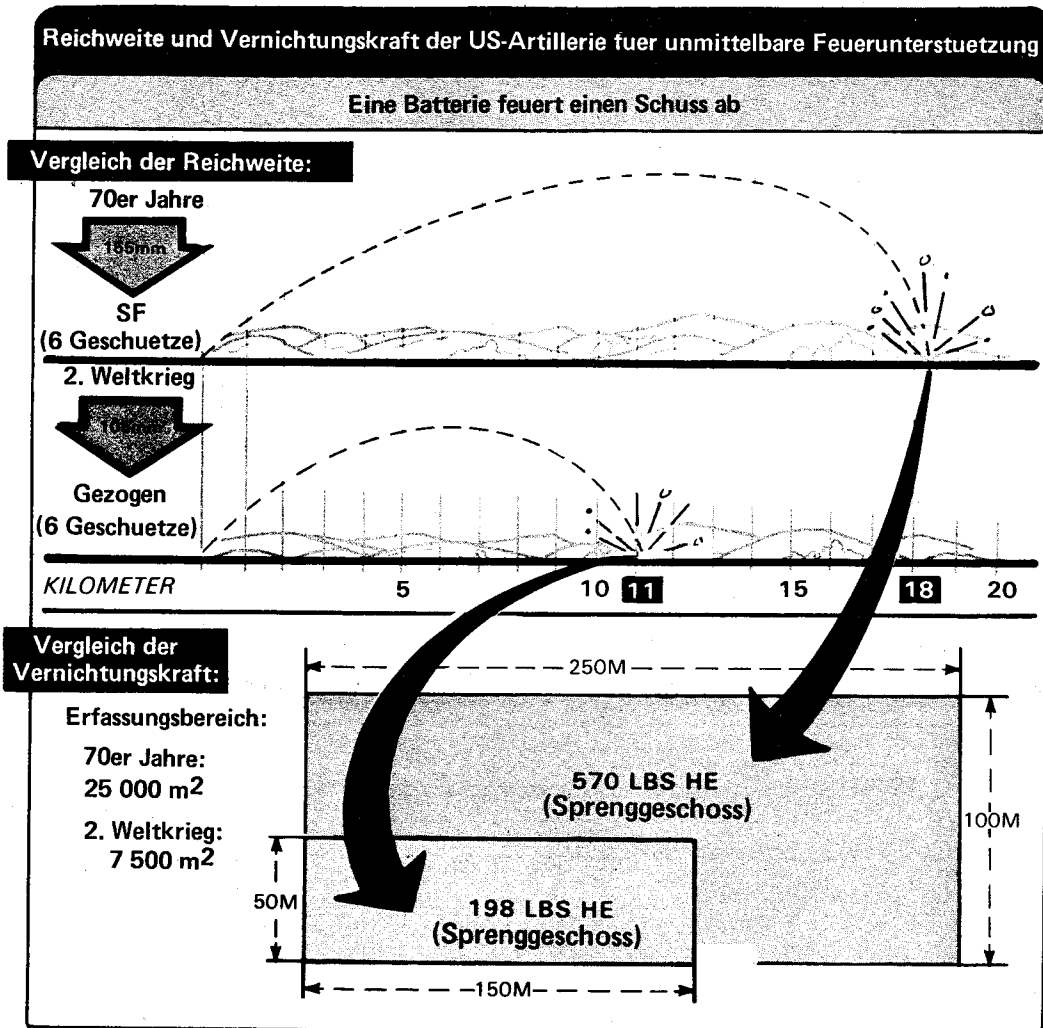 Reichweite und Vernichtungskraft der US-Artillerie fuer unmittelbare Feuerunterstuetzung
Eine Batterie feuert einen Schuss ab
Vergleich der Reichweite:
70er Jahre
155mm
SF
(6 Geschuetze)
2. Weltkrieg
105mm
Gezogen
(6 Geschuetze)
KILOMETER 5 10 11 15 18 20
Vergleich der
Vernichtungskraft:
Erfassungsbereich:
70er Jahre:
25 000 m2
2. Weltkrieg:
7 500 m2
250M
570 LBS HE
(Sprenggeschoss)
100M
50M
198 LBS HE
(Sprenggeschoss)
150M